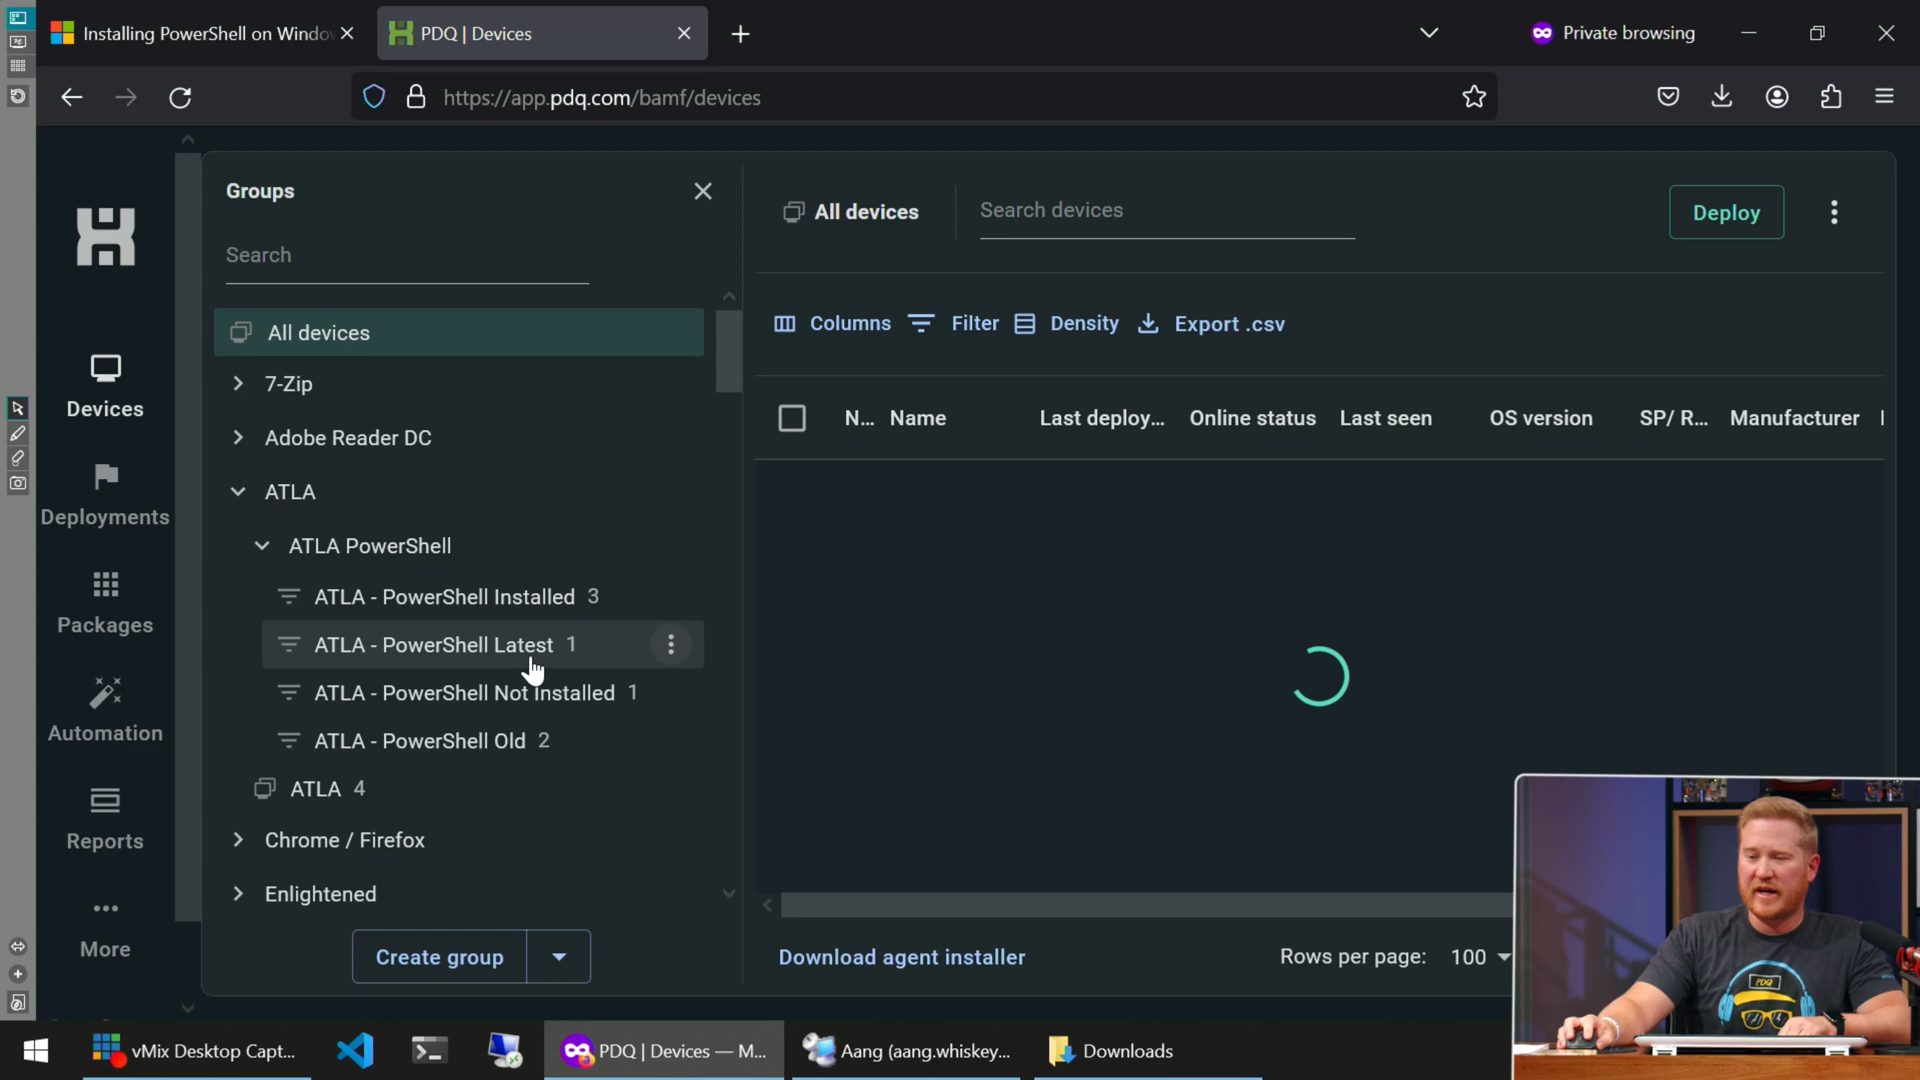 Installing PowerShell on Windo
PDQ | Devices
Private browsing
https://app.pdq.com/bamf/devices
Devices
Deployments
Packages
Automation
Reports
More
Groups
Search
All devices
7-Zip
Adobe Reader DC
ATLA
ATLA PowerShell
ATLA - PowerShell Installed 3
ATLA - PowerShell Latest 1
ATLA - PowerShell Not Installed 1
ATLA - PowerShell Old 2
ATLA 4
Chrome / Firefox
Enlightened
Create group
All devices
Search devices
Deploy
Columns
Filter
Density
Export .csv
N... Name Last deploy... Online status Last seen OS version SP/ R... Manufacturer
Download agent installer
Rows per page: 100
PDQ
vMix Desktop Capt...
PDQ | Devices — M...
Aang (aang.whiskey...
Downloads